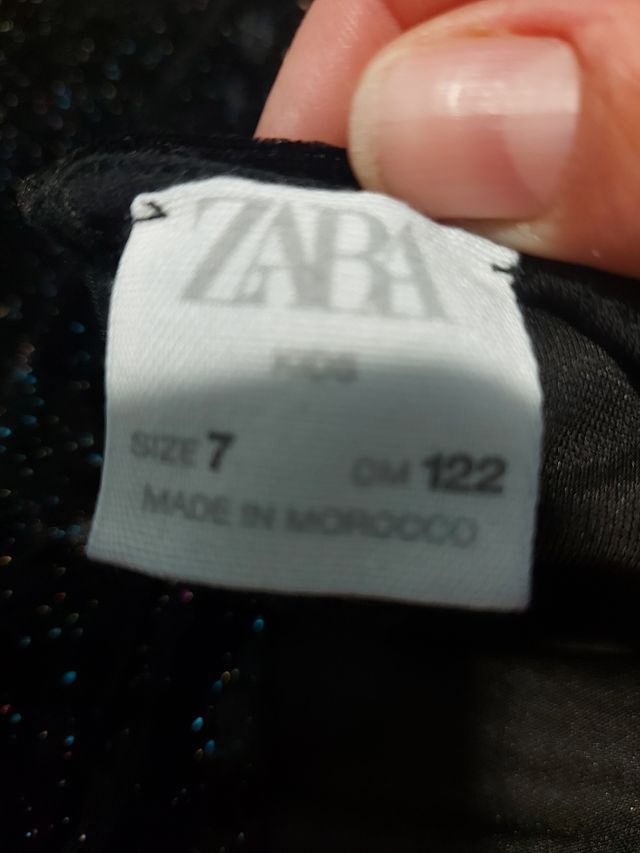 ZARA
KIDS
SIZE 7 CM 122
MADE IN MOROCCO